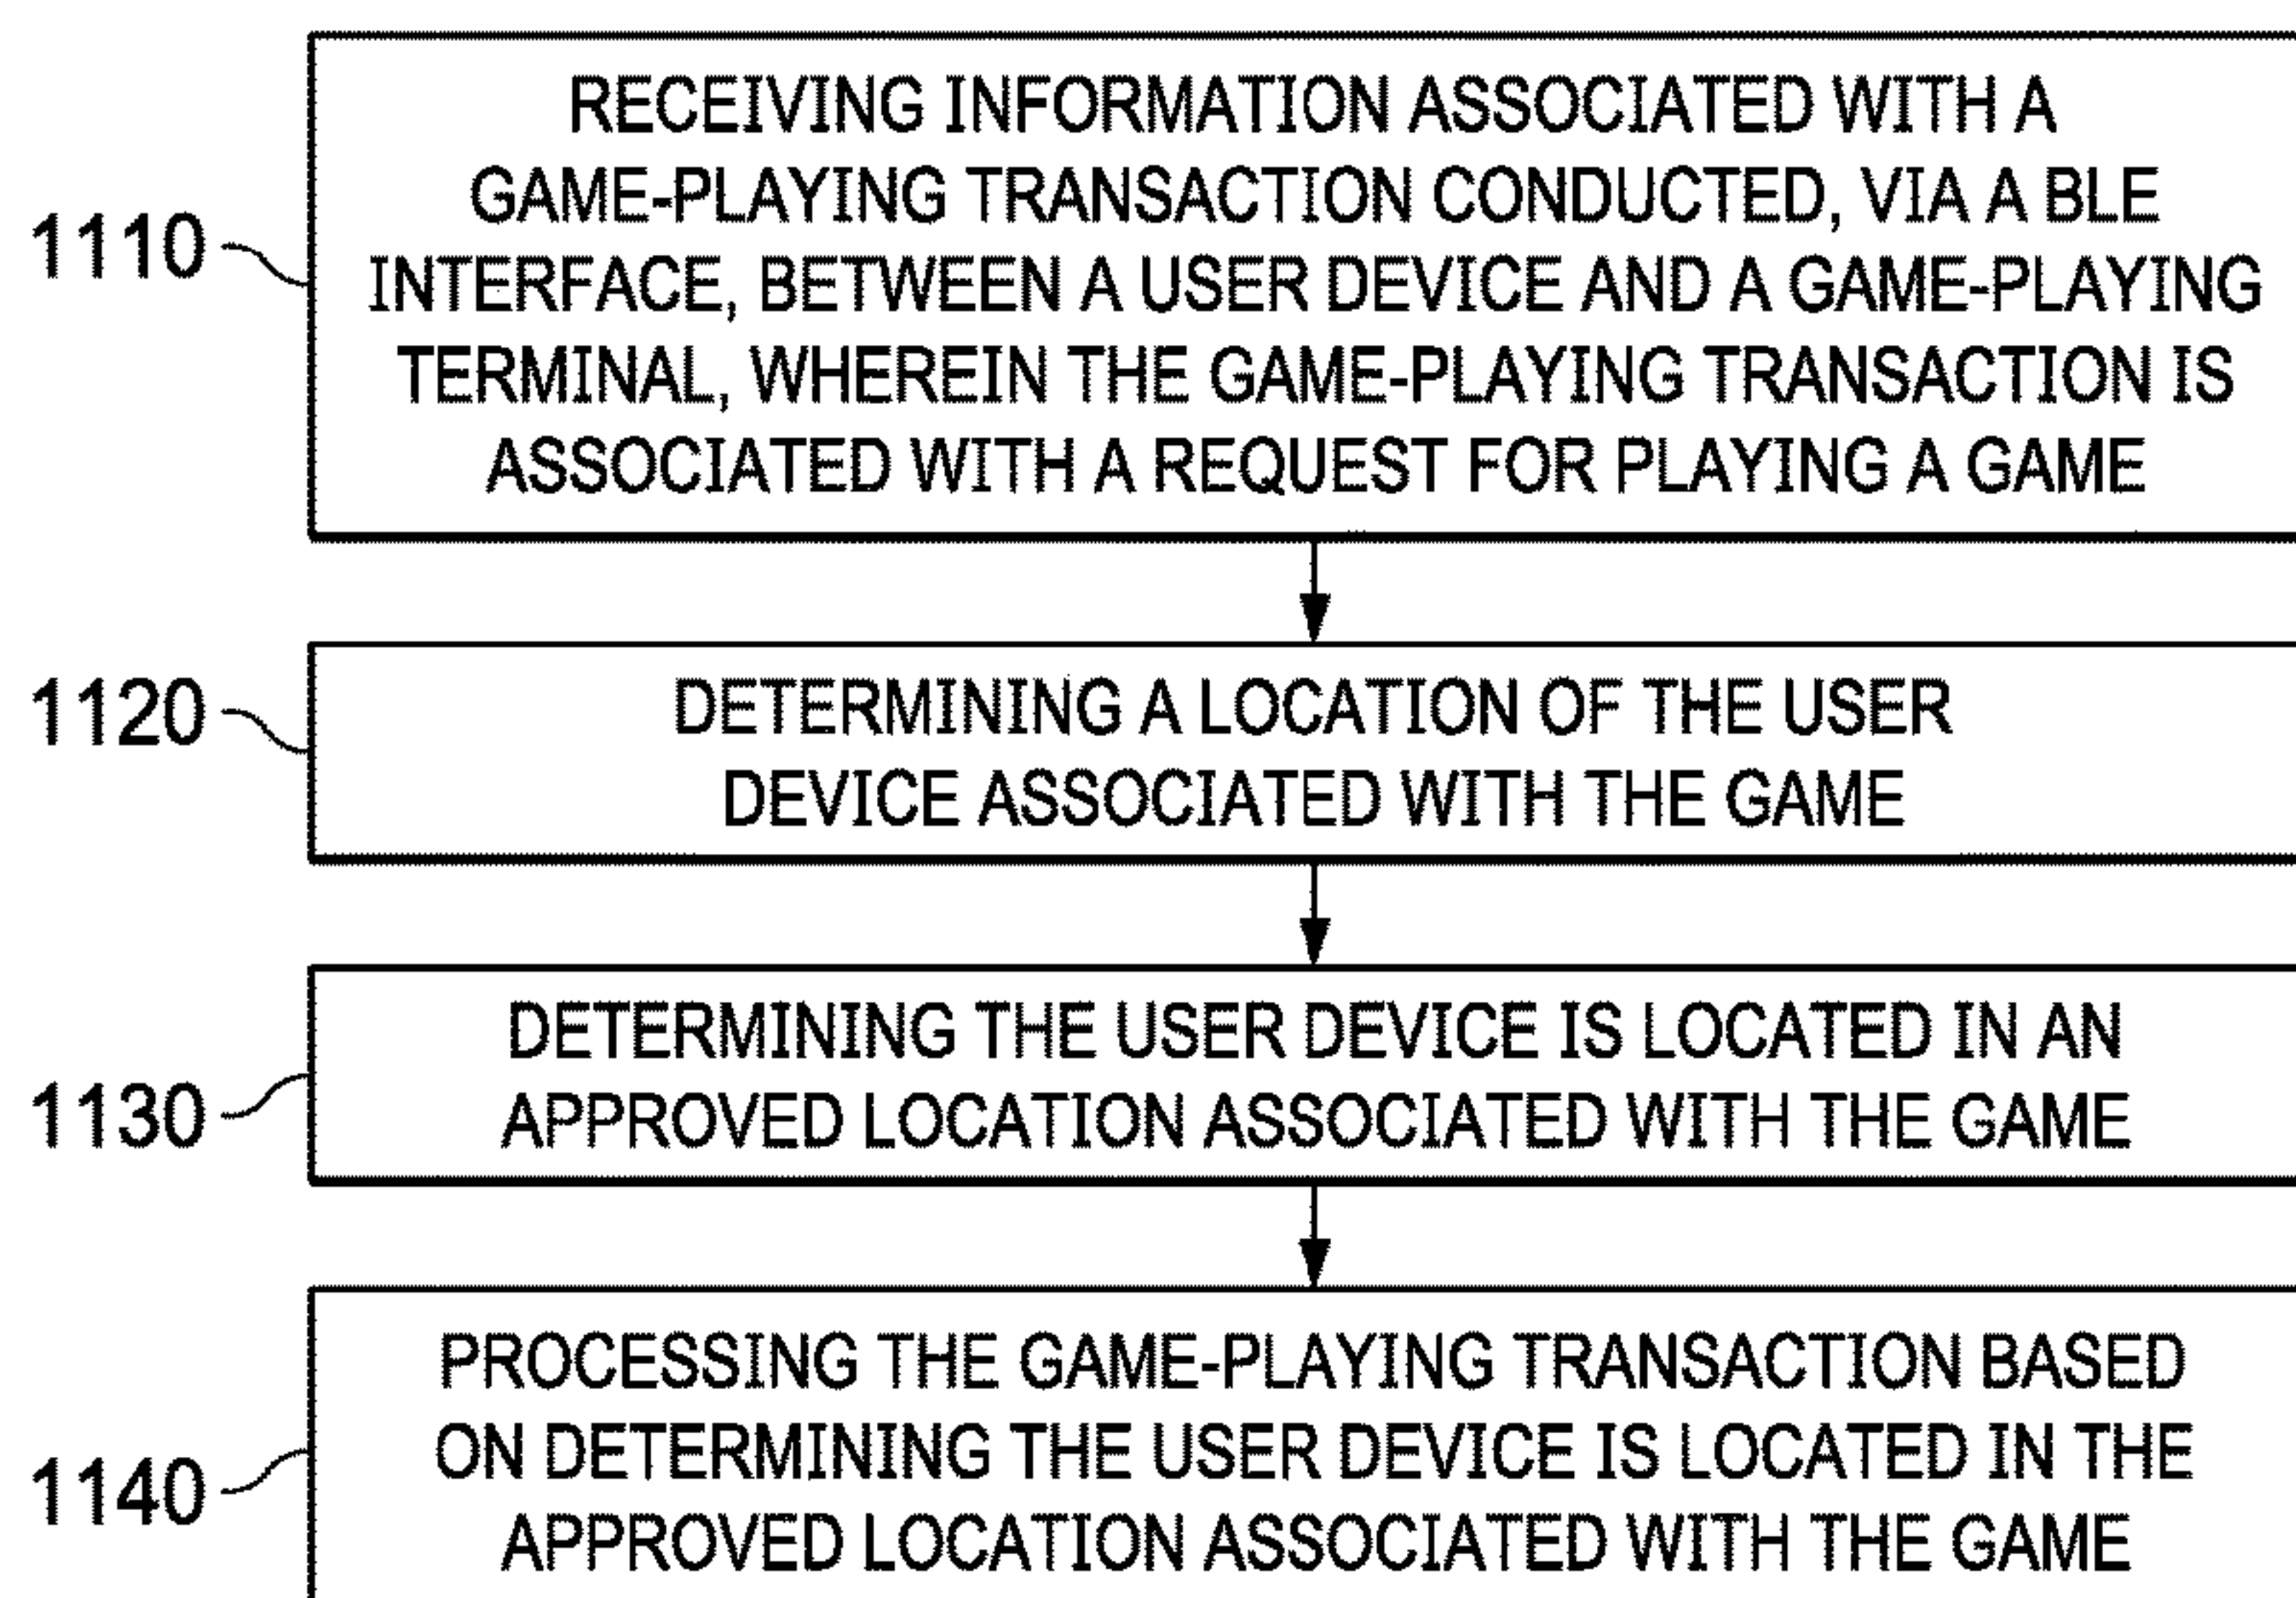 RECEIVING INFORMATION ASSOCIATED WITH A
GAME-PLAYING TRANSACTION CONDUCTED, VIA A BLE
1110
INTERFACE, BETWEEN A USER DEVICE AND A GAME-PLAYING
TERMINAL, WHEREIN THE GAME-PLAYING TRANSACTION IS
ASSOCIATED WITH A REQUEST FOR PLAYING A GAME
1120
DETERMINING A LOCATION OF THE USER
DEVICE ASSOCIATED WITH THE GAME
DETERMINING THE USER DEVICE IS LOCATED IN AN
1130
APPROVED LOCATION ASSOCIATED WITH THE GAME
PROCESSING THE GAME-PLAYING TRANSACTION BASED
ON DETERMINING THE USER DEVICE IS LOCATED IN THE
1140
APPROVED LOCATION ASSOCIATED WITH THE GAME